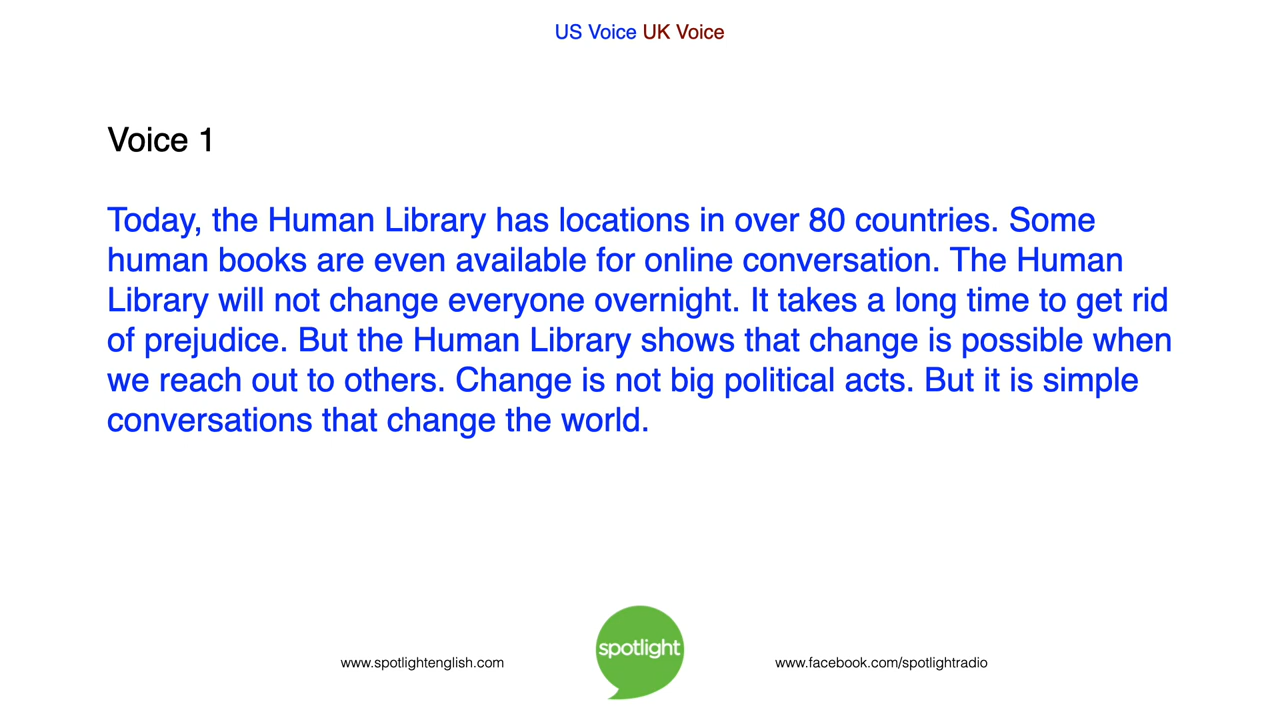 US Voice UK Voice
Voice 1
Today, the Human Library has locations in over 80 countries. Some
human books are even available for online conversation. The Human
Library will not change everyone overnight. It takes a long time to get rid
of prejudice. But the Human Library shows that change is possible when
we reach out to others. Change is not big political acts. But it is simple
conversations that change the world.
spotlight
www.spotlightenglish.com
www.facebook.com/spotlightradio